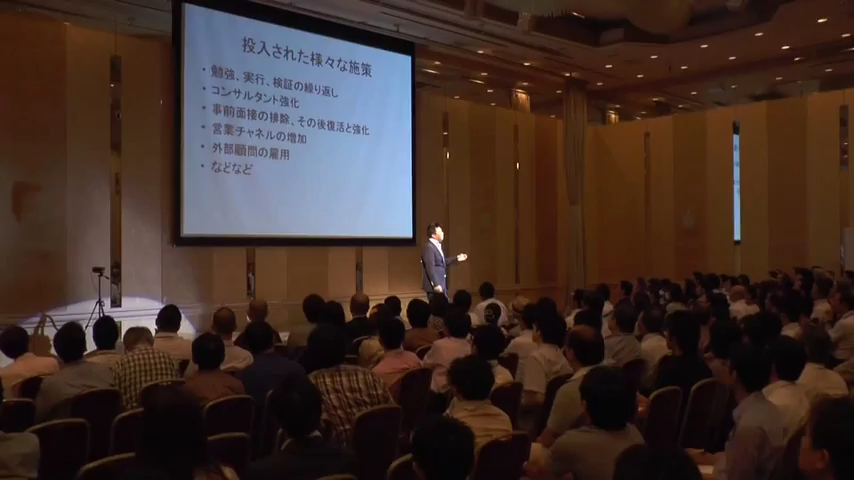 投入された様々な施策
・勉強、実行、検証の繰り返し
・コンサルタント強化
・事前面接の排除、その後復活と強化
・営業チャネルの増加
・外部顧問の雇用
・などなど